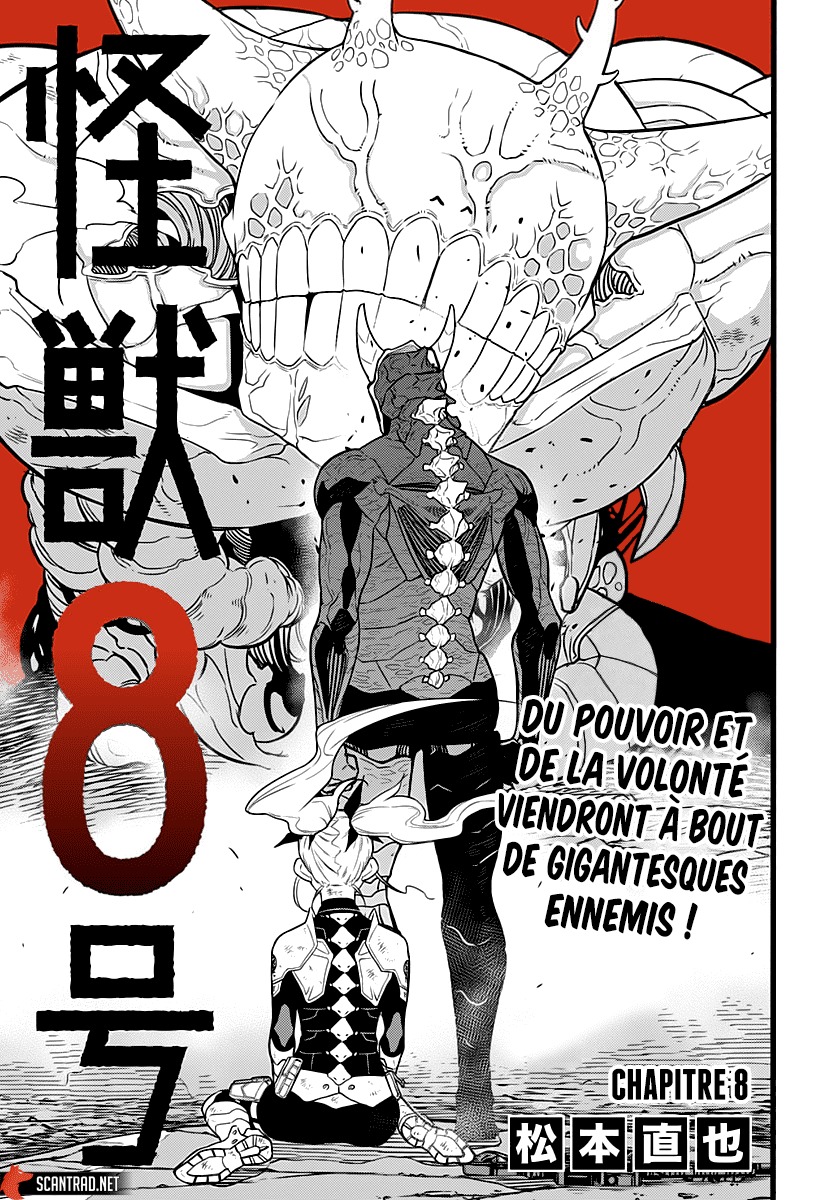 怪獣8号
DU POUVOIR ET
DE LA VOLONTÉ
VIENDRONT À BOUT
DE GIGANTESQUES
ENNEMIS !
CHAPITRE 8
松本直也
SCANTRAD.NET